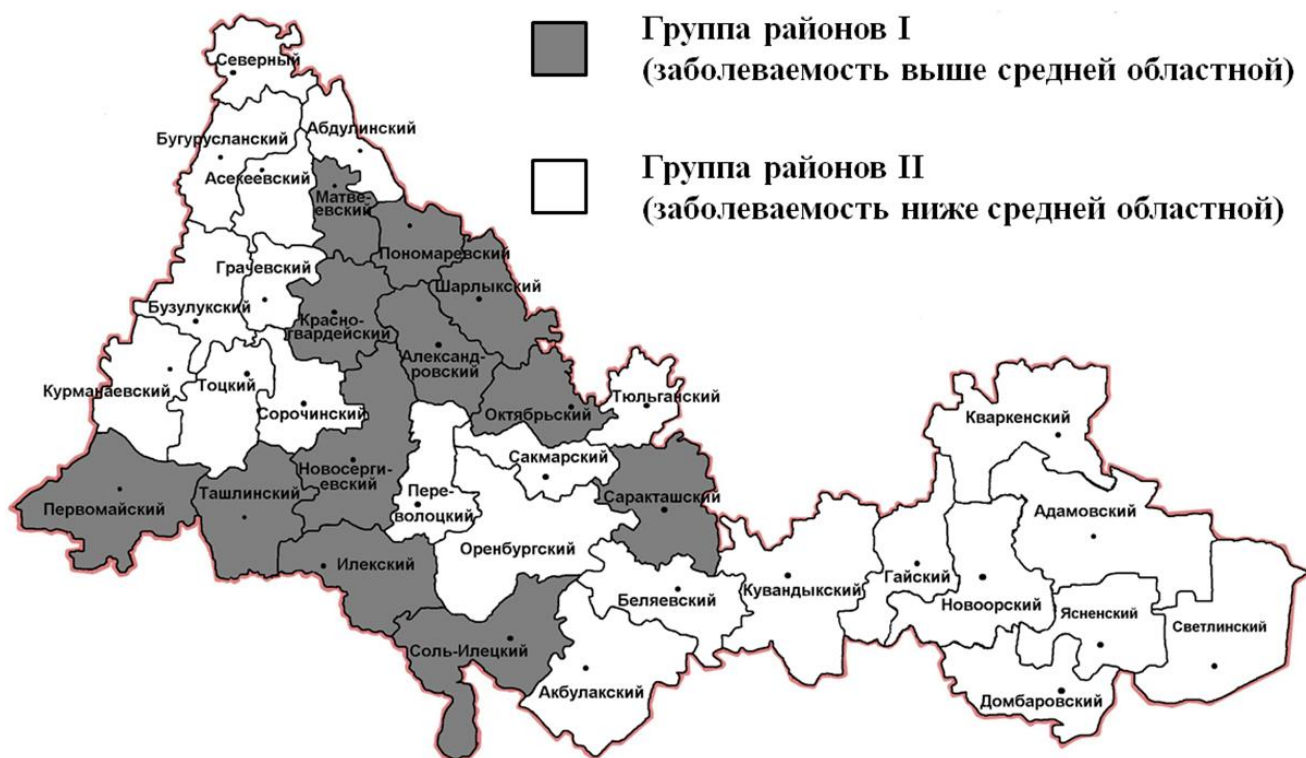 Группа районов I
(заболеваемость выше средней областной)
Группа районов II
(заболеваемость ниже средней областной)
Северный
Абдулинский
Бугурусланский
Асекеевский
Матве-
евский
Пономаревский
Грачевский
Шарлыкский
Бузулукский
Красно-
гвардейский
Александ-
ровский
Курманаевский
Тоцкий
Сорочинский
Октябрьский
Тюльганский
Кваркенский
Сакмарский
Новосерги-
евский
Пере-
волоцкий
Ташлинский
Первомайский
Саракташский
Адамовский
Оренбургский
Илекский
Гайский
Кувандыкский
Беляевский
Новоорский
Ясненский
Светлинский
Соль-Илецкий
Акбулакский
Домбаровский